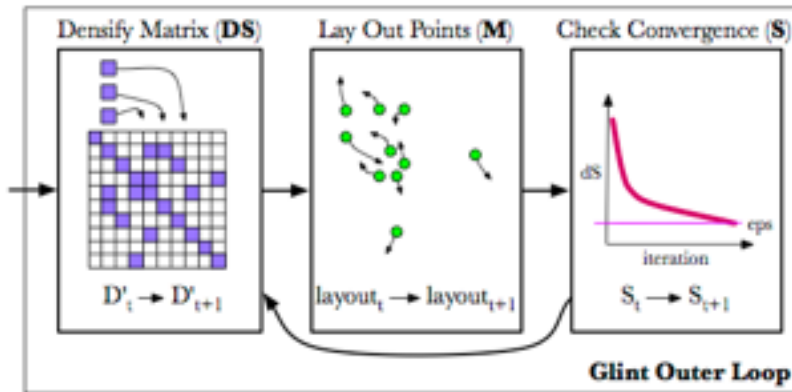 Densify Matrix (DS)
Lay Out Points (M)
Check Convergence (S)
dS
eps
iteration
D'ₜ → D'ₜ₊₁
layoutₜ → layoutₜ₊₁
Sₜ → Sₜ₊₁
Glint Outer Loop